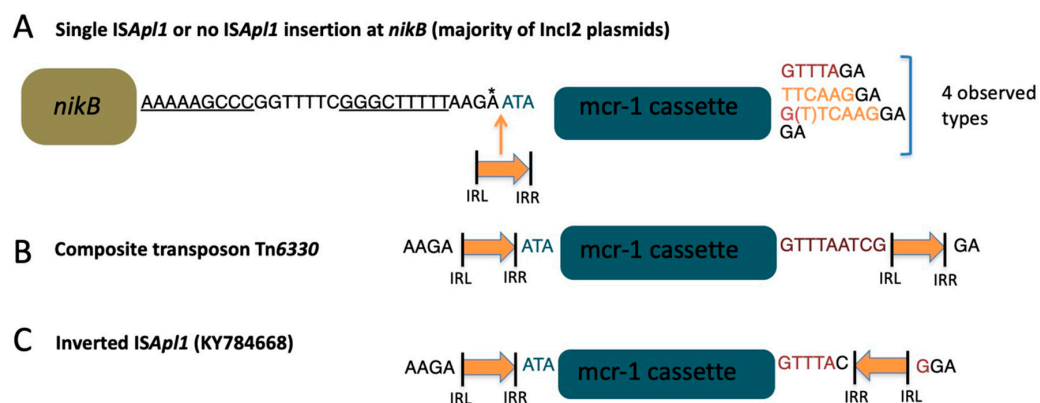 A Single ISApl1 or no ISApl1 insertion at nikB (majority of IncI2 plasmids)
GTTTAGA
nikB AAAAAGCCCGGTTTTCGGGCTTTTTAAGA*ATA mcr-1 cassette TTCAAGGA 4 observed
G(T)TCAAGGA types
GA
IRL IRR
B Composite transposon Tn6330 AAGA ATA mcr-1 cassette GTTTAATCG GA
IRL IRR IRL IRR
C Inverted ISApl1 (KY784668)
AAGA ATA mcr-1 cassette GTTTAC GGA
IRL IRR IRR IRL